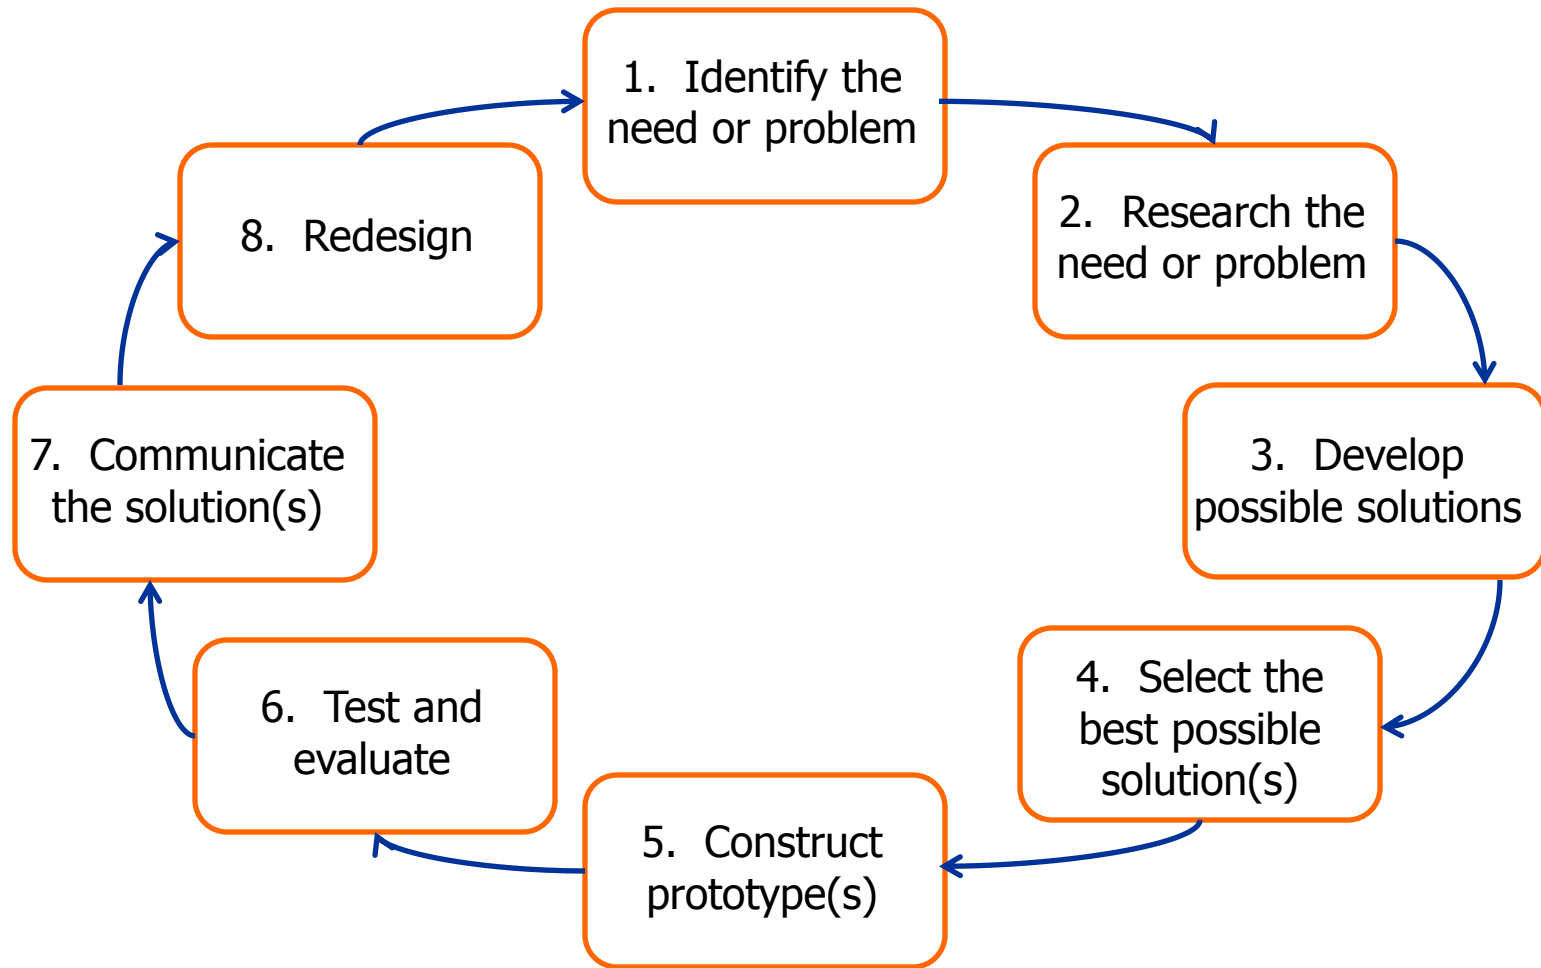 1.  Identify the
need or problem
2.  Research the
need or problem
3.  Develop
possible solutions
4.  Select the
best possible
solution(s)
5.  Construct
prototype(s)
6.  Test and
evaluate
7.  Communicate
the solution(s)
8.  Redesign